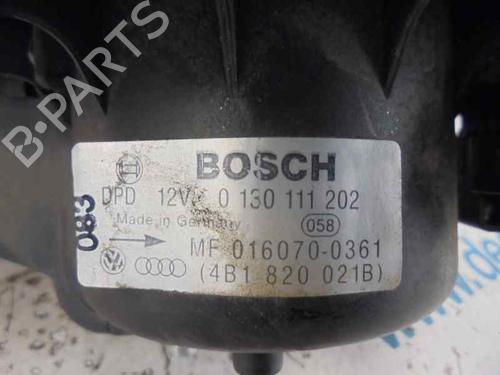 BOSCH
DPD 12V 0 130 111 202
Made in Germany 058
MF 016070-0361
(4B1 820 021B)
083
B-PARTS